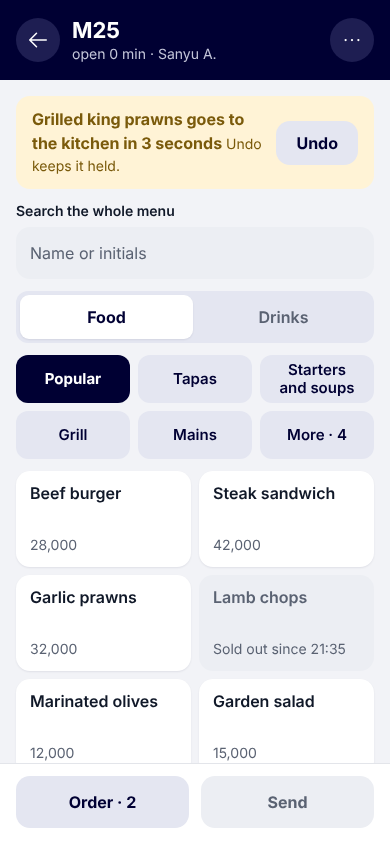 M25
open 0 min · Sanyu A.
...
Grilled king prawns goes to
the kitchen in 3 seconds Undo
keeps it held.
Undo
Search the whole menu
Name or initials
Food
Drinks
Popular
Tapas
Starters
and soups
Grill
Mains
More · 4
Beef burger
28,000
Steak sandwich
42,000
Garlic prawns
32,000
Lamb chops
Sold out since 21:35
Marinated olives
12,000
Garden salad
15,000
Order · 2
Send